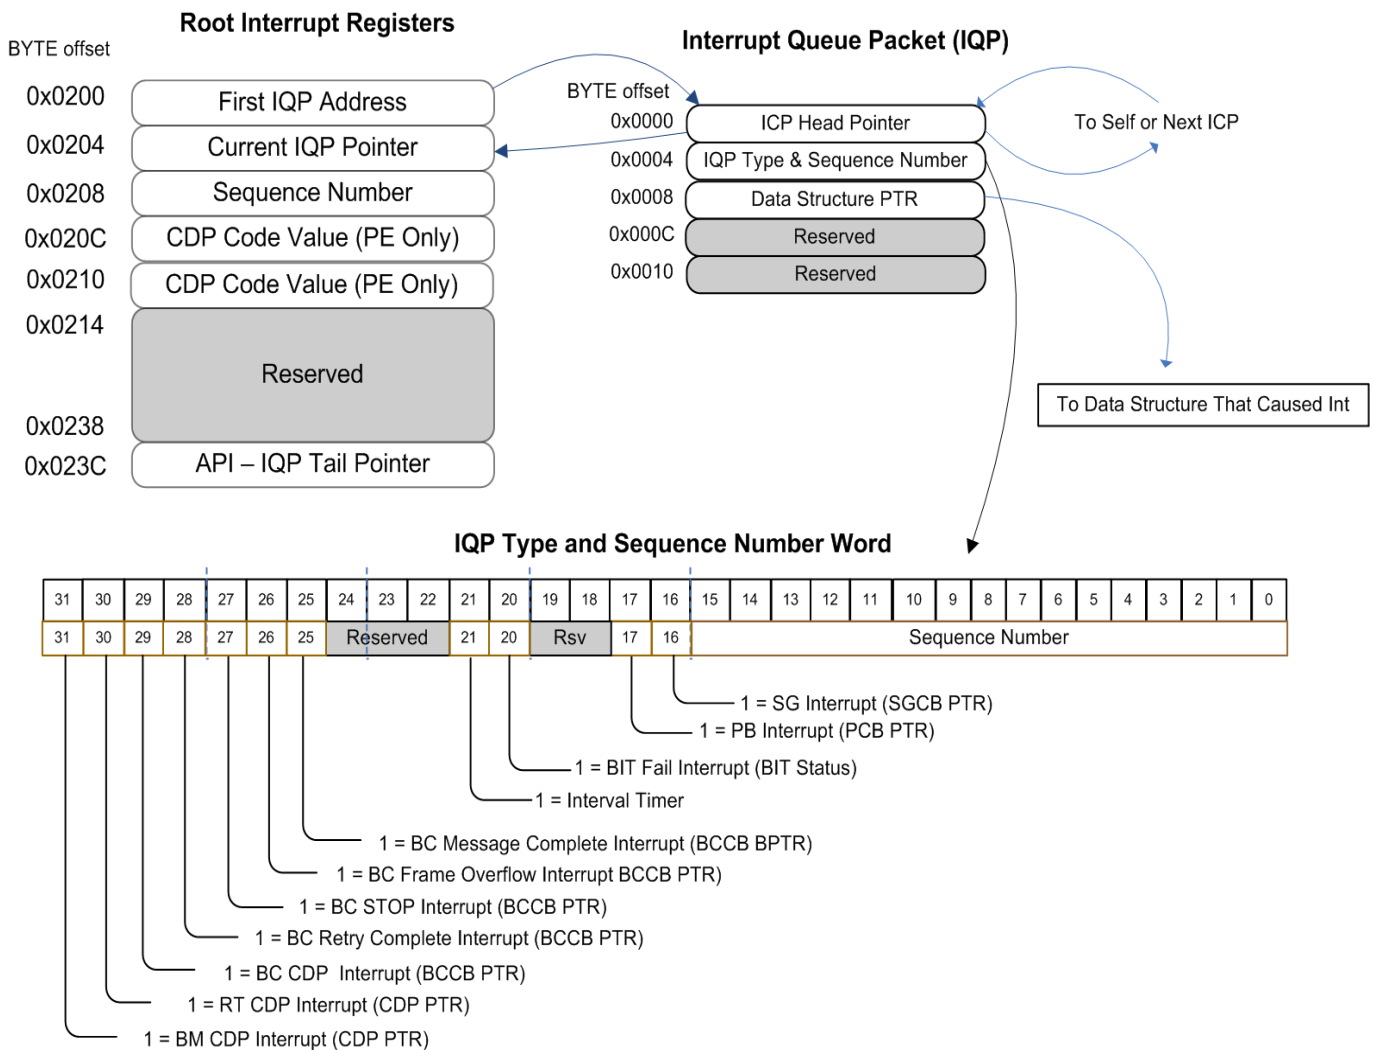 Root Interrupt Registers
BYTE offset
0x0200 First IQP Address
0x0204 Current IQP Pointer
0x0208 Sequence Number
0x020C CDP Code Value (PE Only)
0x0210 CDP Code Value (PE Only)
0x0214
Reserved
0x0238
0x023C API – IQP Tail Pointer
Interrupt Queue Packet (IQP)
BYTE offset
0x0000 ICP Head Pointer
0x0004 IQP Type & Sequence Number
0x0008 Data Structure PTR
0x000C Reserved
0x0010 Reserved
To Self or Next ICP
To Data Structure That Caused Int
IQP Type and Sequence Number Word
31 30 29 28 27 26 25 24 23 22 21 20 19 18 17 16 15 14 13 12 11 10 9 8 7 6 5 4 3 2 1 0
31 30 29 28 27 26 25 Reserved 21 20 Rsv 17 16 Sequence Number
1 = SG Interrupt (SGCB PTR)
1 = PB Interrupt (PCB PTR)
1 = BIT Fail Interrupt (BIT Status)
1 = Interval Timer
1 = BC Message Complete Interrupt (BCCB BPTR)
1 = BC Frame Overflow Interrupt BCCB PTR)
1 = BC STOP Interrupt (BCCB PTR)
1 = BC Retry Complete Interrupt (BCCB PTR)
1 = BC CDP Interrupt (BCCB PTR)
1 = RT CDP Interrupt (CDP PTR)
1 = BM CDP Interrupt (CDP PTR)